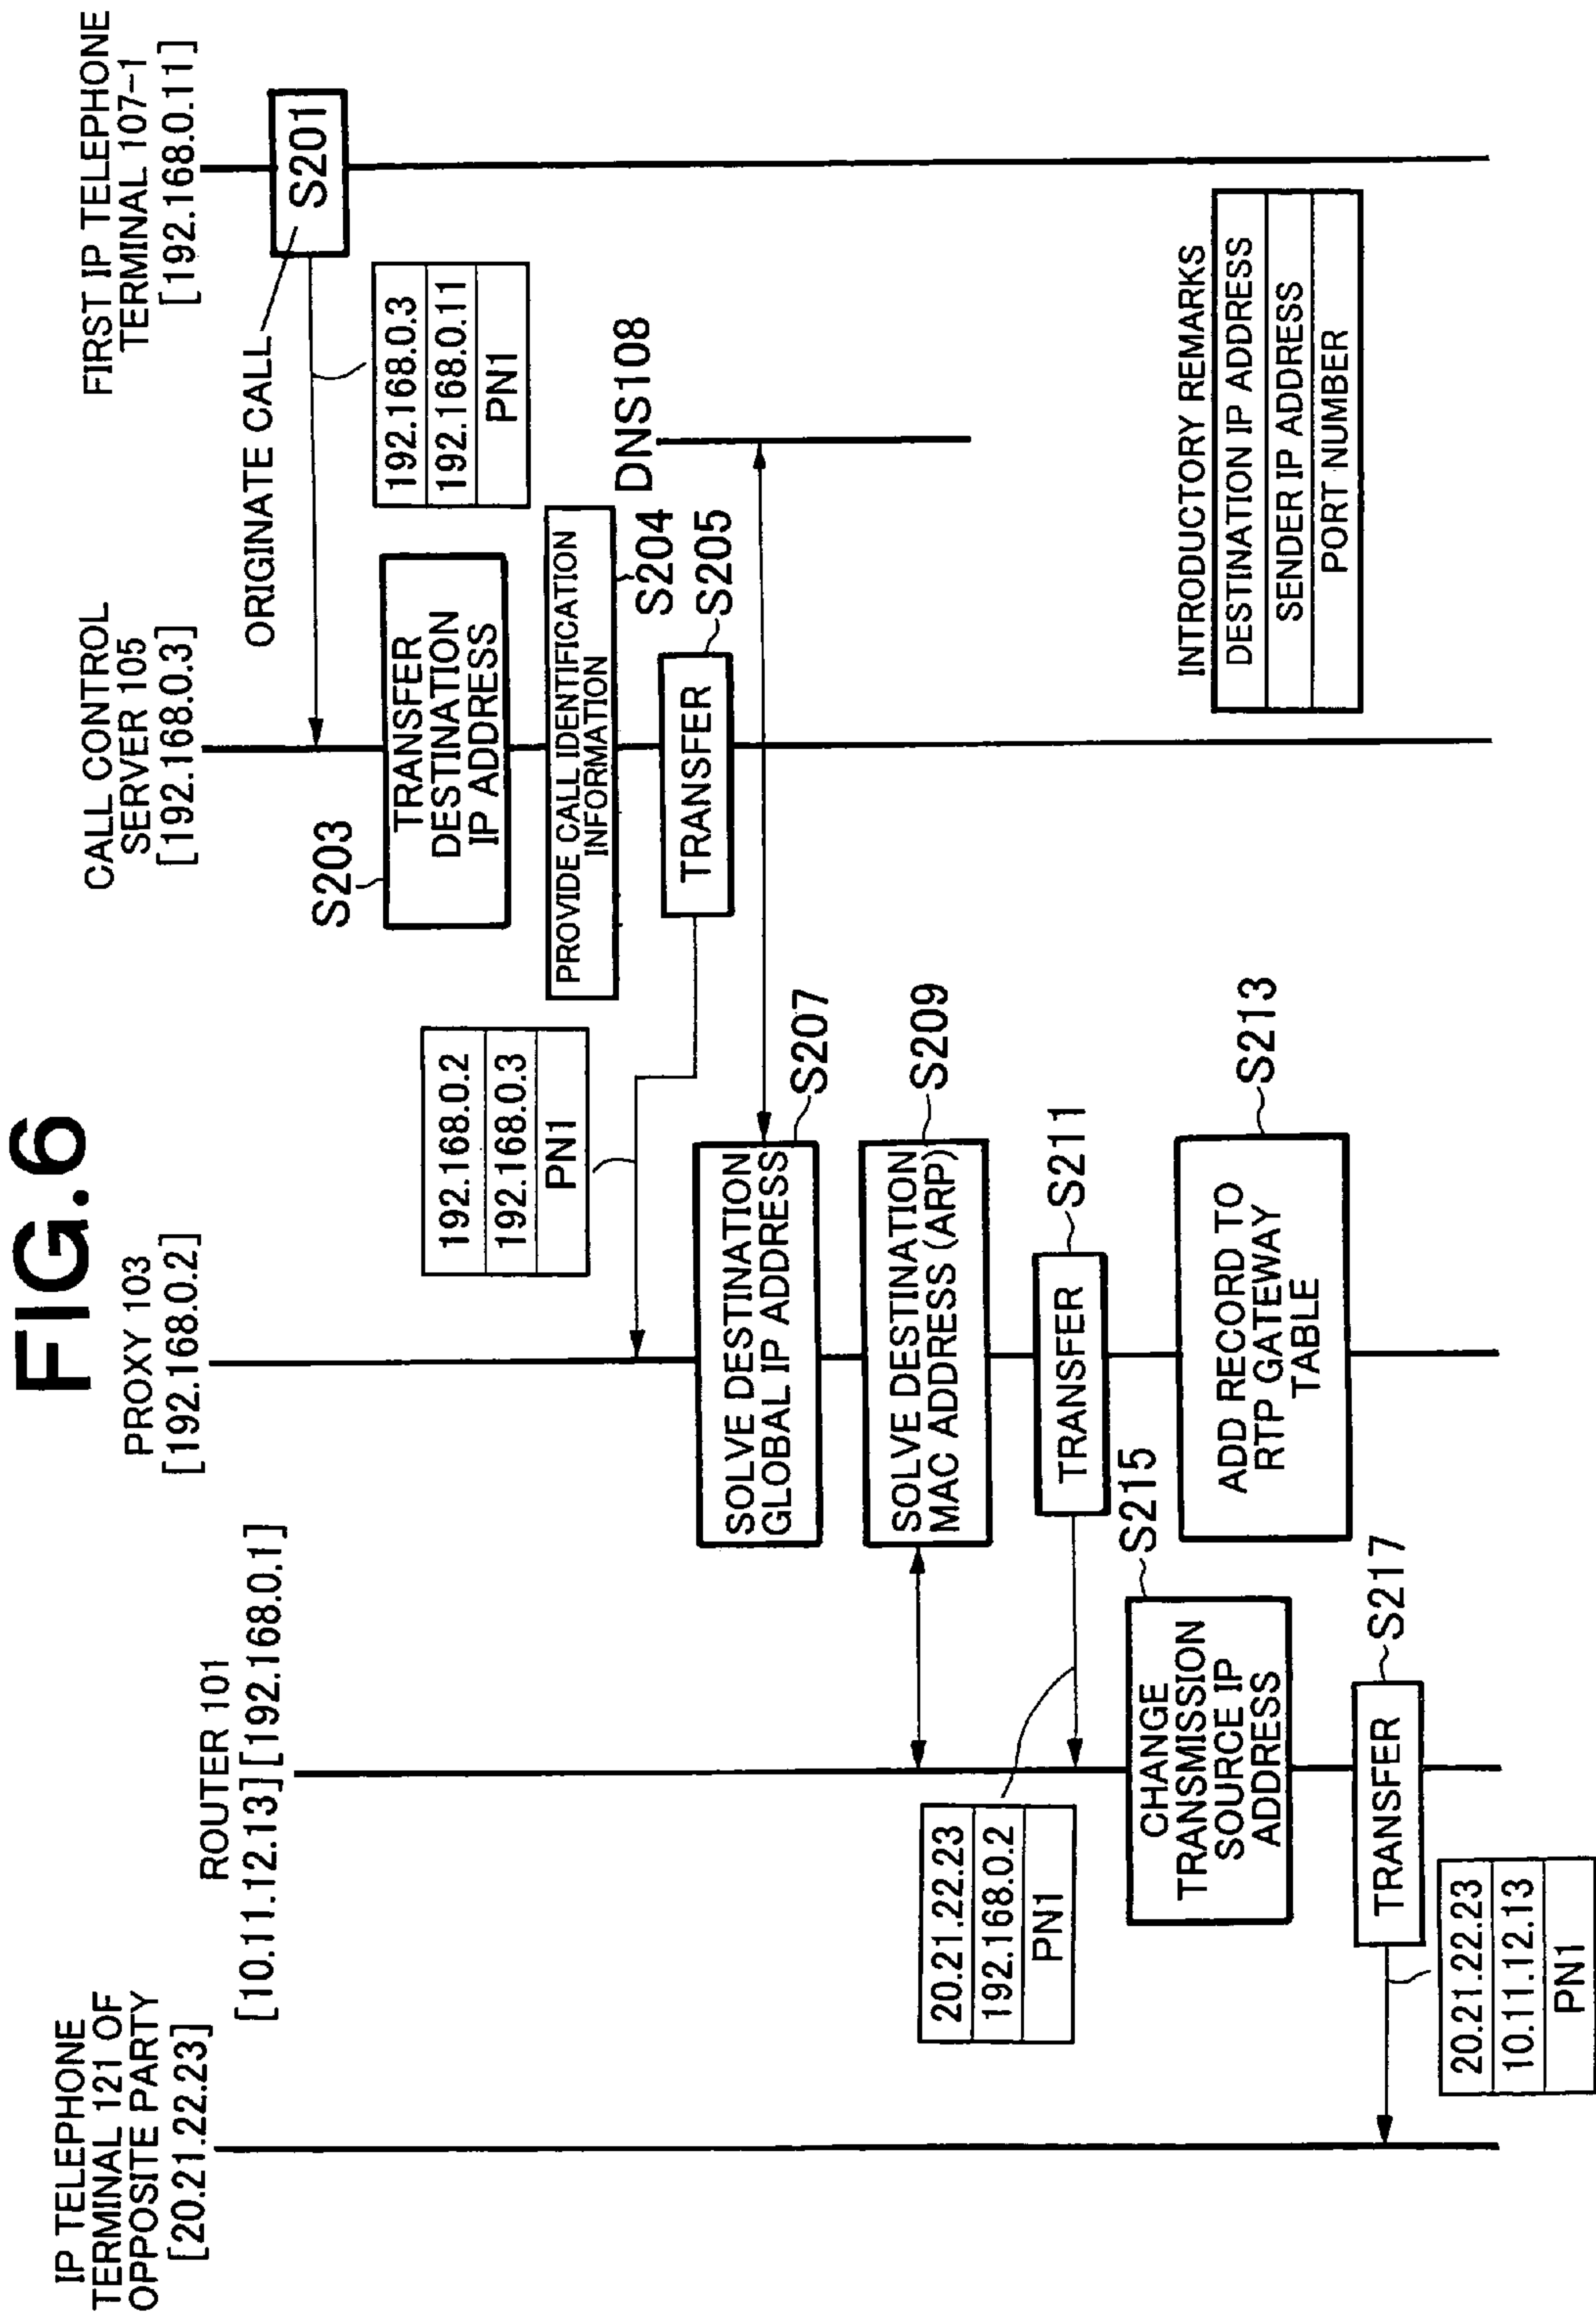 FIG.6
IP TELEPHONE
TERMINAL 121 OF
OPPOSITE PARTY
[20.21.22.23]
ROUTER 101
[10.11.12.13][192.168.0.1]
PROXY 103
[192.168.0.2]
CALL CONTROL
SERVER 105
[192.168.0.3]
FIRST IP TELEPHONE
TERMINAL 107-1
[192.168.0.11]
ORIGINATE CALL
S201
192.168.0.3
192.168.0.11
PN1
S203
TRANSFER
DESTINATION
IP ADDRESS
PROVIDE CALL IDENTIFICATION
INFORMATION
S204
DNS108
TRANSFER
S205
192.168.0.2
192.168.0.3
PN1
SOLVE DESTINATION
GLOBAL IP ADDRESS
S207
SOLVE DESTINATION
MAC ADDRESS (ARP)
S209
TRANSFER
S211
20.21.22.23
192.168.0.2
PN1
ADD RECORD TO
RTP GATEWAY
TABLE
S213
CHANGE
TRANSMISSION
SOURCE IP
ADDRESS
S215
TRANSFER
S217
20.21.22.23
10.11.12.13
PN1
INTRODUCTORY REMARKS
DESTINATION IP ADDRESS
SENDER IP ADDRESS
PORT NUMBER